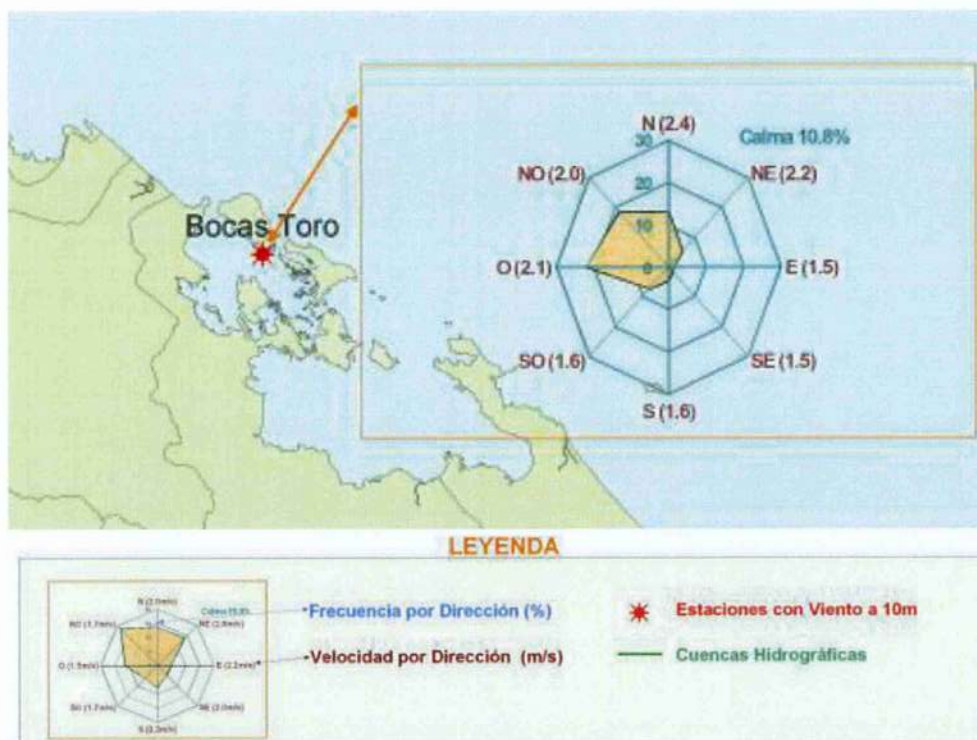 Bocas Toro
N (2.4)
Calma 10.8%
30
NO (2.0)
NE (2.2)
20
10
O (2.1)
0
E (1.5)
SO (1.6)
SE (1.5)
S (1.6)
LEYENDA
Frecuencia por Dirección (%)
Velocidad por Dirección (m/s)
Estaciones con Viento a 10m
Cuencas Hidrográficas